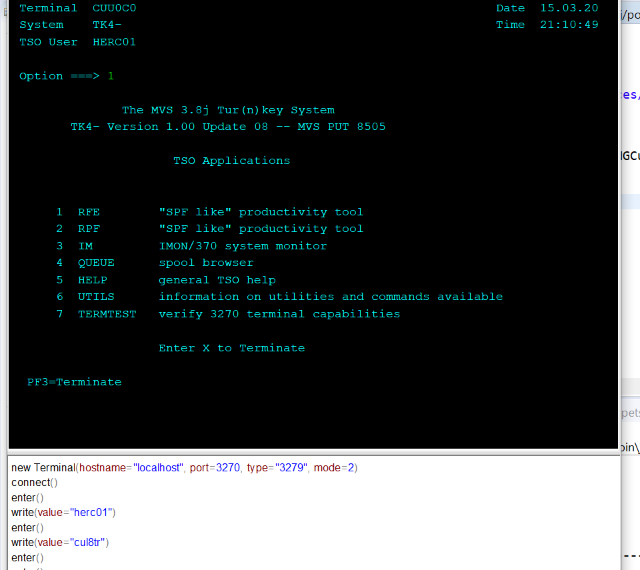 Terminal CUU0C0 Date 15.03.20
System TK4- Time 21:10:49
TSO User HERC01
Option ===> 1
The MVS 3.8j Tur(n)key System
TK4- Version 1.00 Update 08 -- MVS PUT 8505
TSO Applications
1 RFE "SPF like" productivity tool
2 RPF "SPF like" productivity tool
3 IM IMON/370 system monitor
4 QUEUE spool browser
5 HELP general TSO help
6 UTILS information on utilities and commands available
7 TERMTEST verify 3270 terminal capabilities
Enter X to Terminate
PF3=Terminate
new Terminal(hostname="localhost", port=3270, type="3279", mode=2)
connect()
enter()
write(value="herc01")
enter()
write(value="cul8tr")
enter()